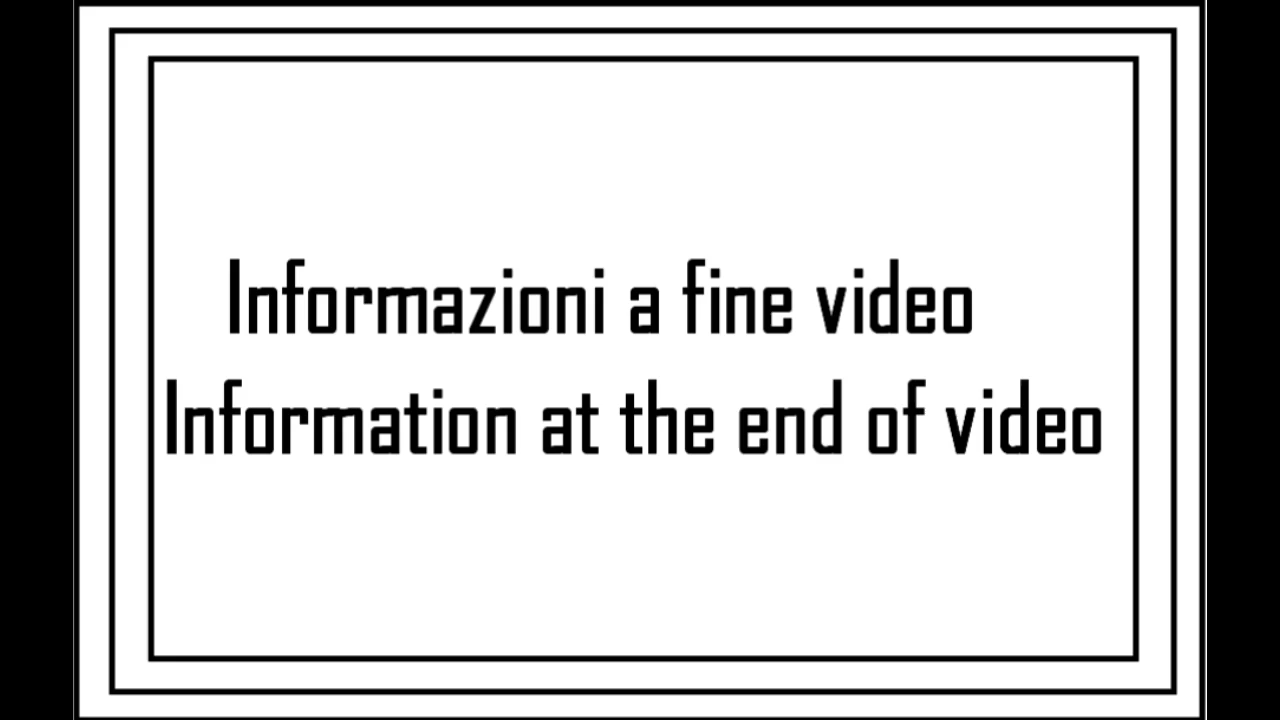 Informazioni a fine video
Information at the end of video